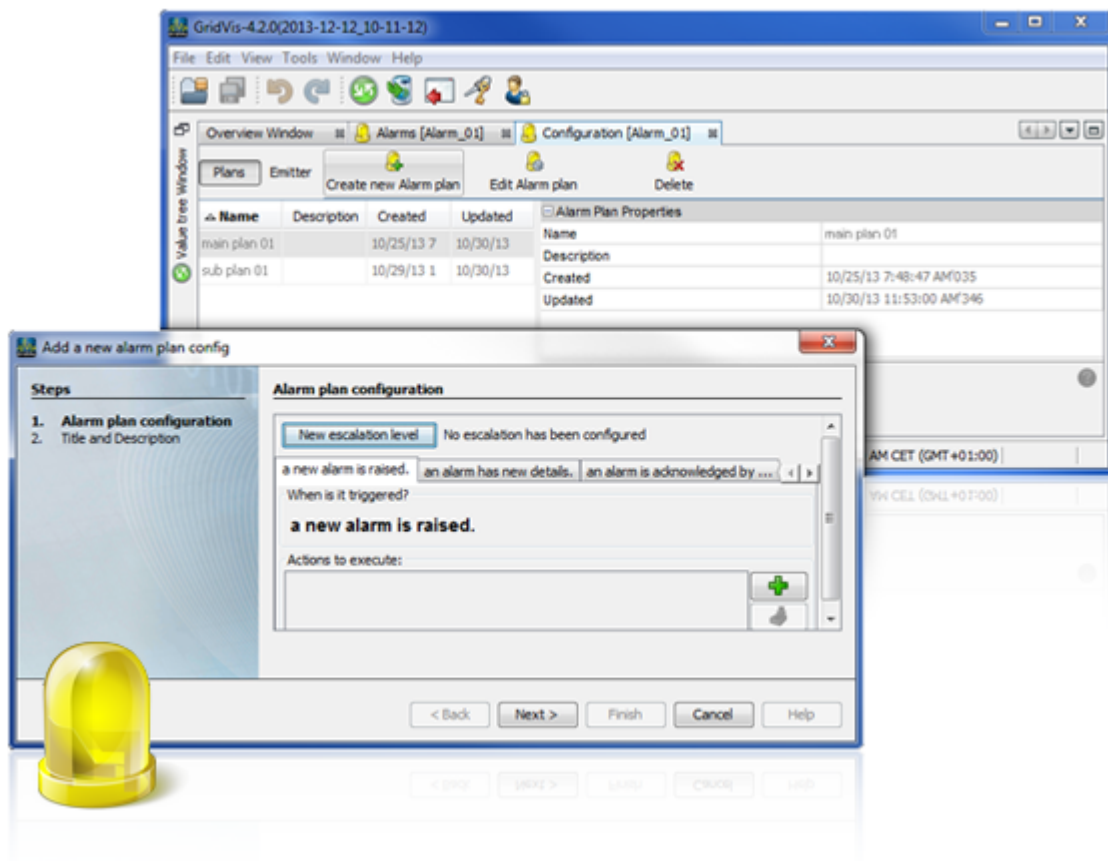 GridVis-4.2.0(2013-12-12_10-11-12)
File Edit View Tools Window Help
Value tree Window
Overview Window Alarms [Alarm_01] Configuration [Alarm_01]
Plans Emitter Create new Alarm plan Edit Alarm plan Delete
Name Description Created Updated
main plan 01 10/25/13 7 10/30/13
sub plan 01 10/29/13 1 10/30/13
Alarm Plan Properties
Name main plan 01
Description
Created 10/25/13 7:48:47 AM'035
Updated 10/30/13 11:53:00 AM'346
AM CET (GMT+01:00)
Add a new alarm plan config
Steps
1. Alarm plan configuration
2. Title and Description
Alarm plan configuration
New escalation level No escalation has been configured
a new alarm is raised. an alarm has new details. an alarm is acknowledged by ...
When is it triggered?
a new alarm is raised.
Actions to execute:
< Back Next > Finish Cancel Help